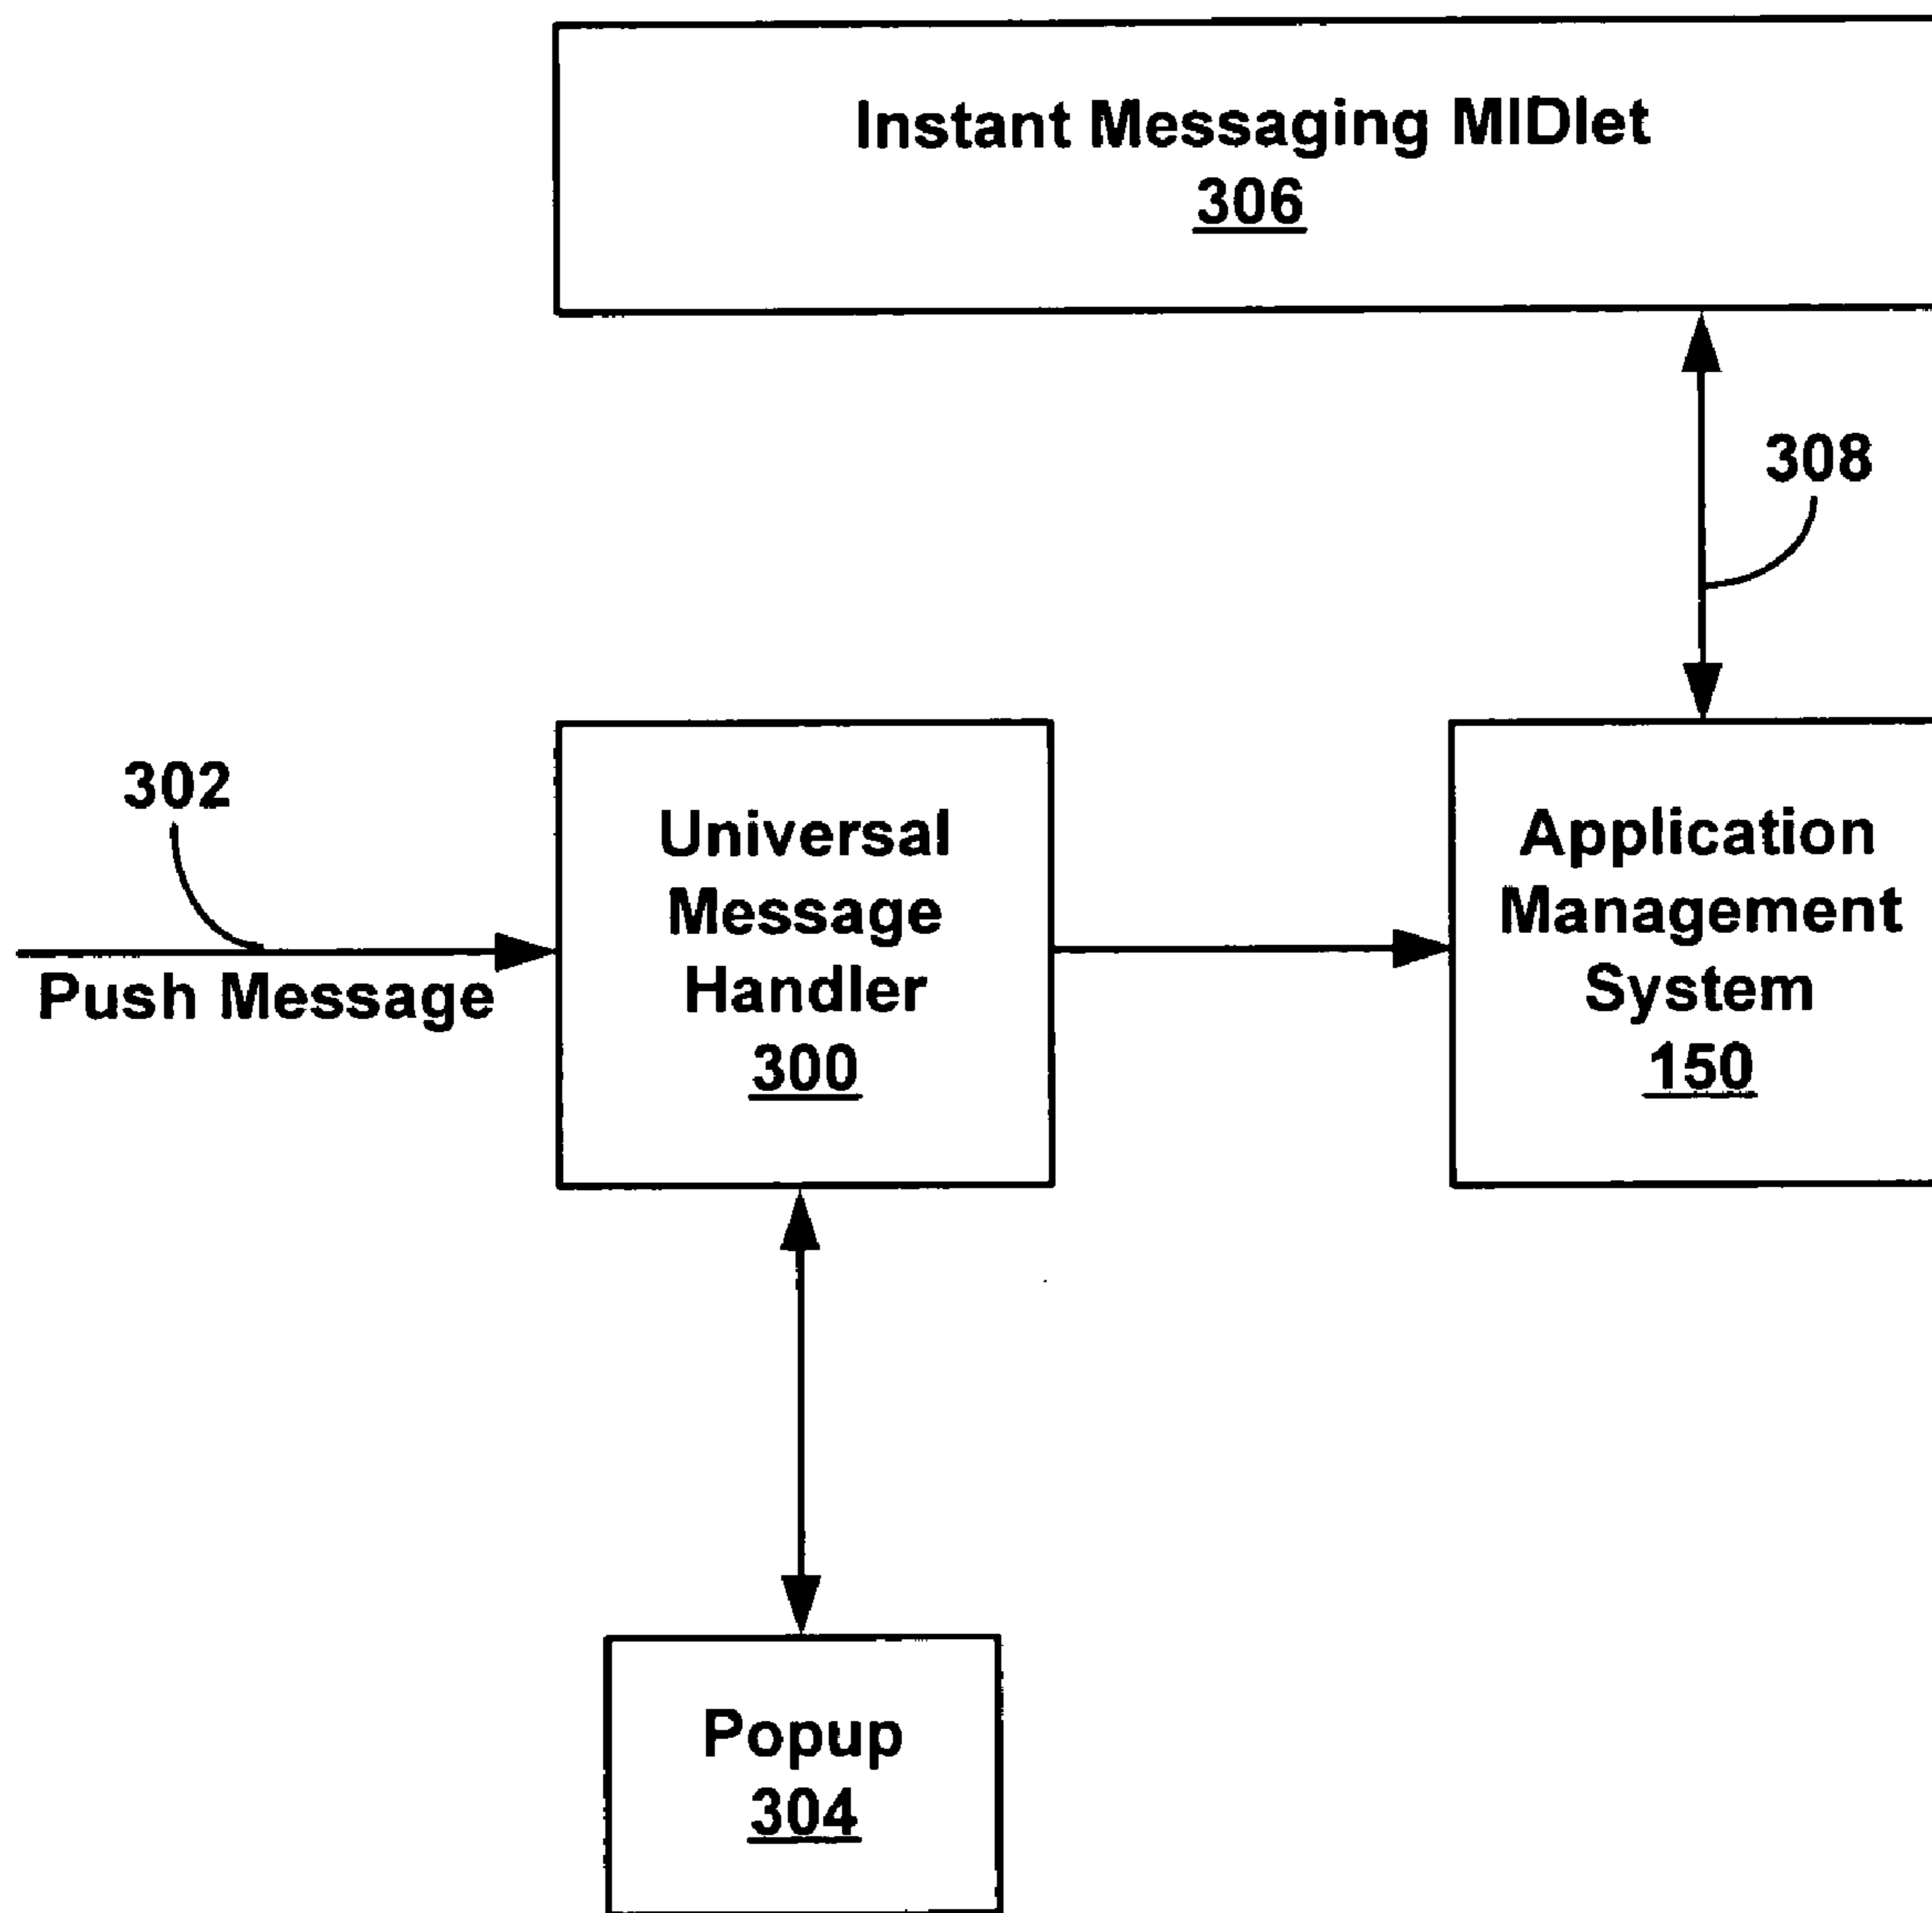 Instant Messaging MIDlet
306
308
302
Push Message
Universal
Message
Handler
300
Application
Management
System
150
Popup
304